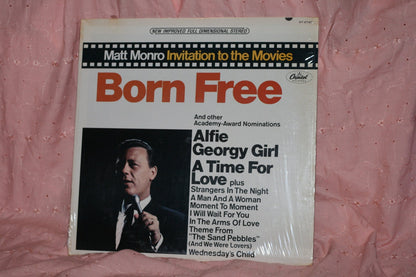 NEW IMPROVED FULL DIMENSIONAL STEREO
Matt Monro Invitation to the Movies
Capitol
Born Free
And other
Academy-Award Nominations
Alfie
Georgy Girl
A Time For
Love plus
Strangers In The Night
A Man And A Woman
Moment To Moment
I Will Wait For You
In The Arms Of Love
Theme From
"The Sand Pebbles"
(And We Were Lovers)
Wednesday's Child